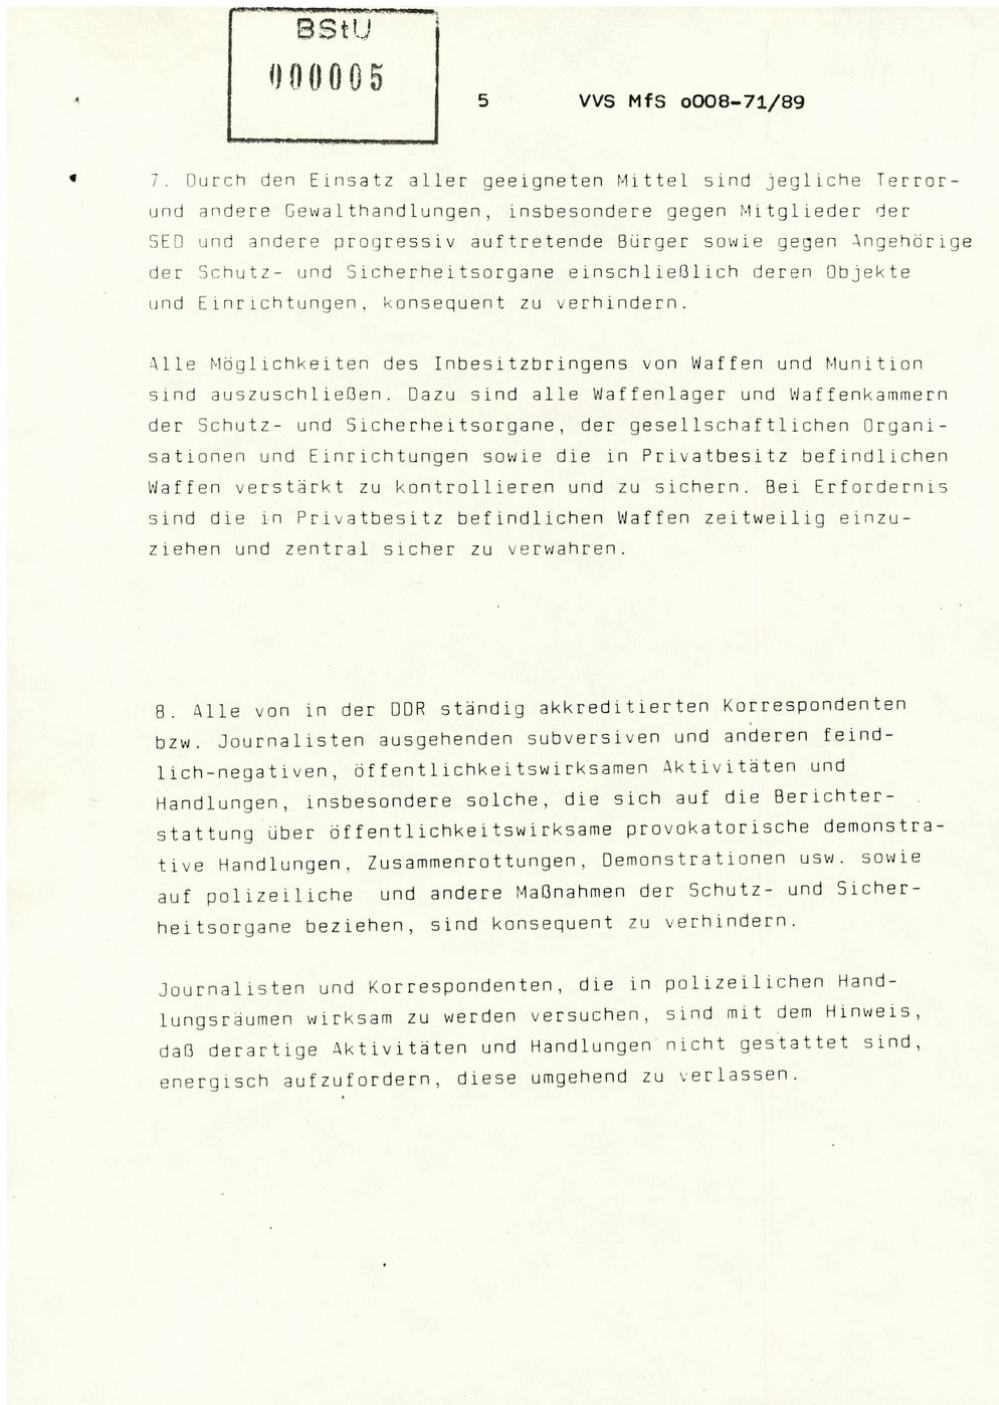 BStU
000005
5 VVS MfS o008-71/89
7. Durch den Einsatz aller geeigneten Mittel sind jegliche Terror-
und andere Gewalthandlungen, insbesondere gegen Mitglieder der
SED und andere progressiv auftretende Bürger sowie gegen Angehörige
der Schutz- und Sicherheitsorgane einschließlich deren Objekte
und Einrichtungen, konsequent zu verhindern.
Alle Möglichkeiten des Inbesitzbringens von Waffen und Munition
sind auszuschließen. Dazu sind alle Waffenlager und Waffenkammern
der Schutz- und Sicherheitsorgane, der gesellschaftlichen Organi-
sationen und Einrichtungen sowie die in Privatbesitz befindlichen
Waffen verstärkt zu kontrollieren und zu sichern. Bei Erfordernis
sind die in Privatbesitz befindlichen Waffen zeitweilig einzu-
ziehen und zentral sicher zu verwahren.
8. Alle von in der DDR ständig akkreditierten Korrespondenten
bzw. Journalisten ausgehenden subversiven und anderen feind-
lich-negativen, öffentlichkeitswirksamen Aktivitäten und
Handlungen, insbesondere solche, die sich auf die Berichter-
stattung über öffentlichkeitswirksame provokatorische demonstra-
tive Handlungen, Zusammenrottungen, Demonstrationen usw. sowie
auf polizeiliche und andere Maßnahmen der Schutz- und Sicher-
heitsorgane beziehen, sind konsequent zu verhindern.
Journalisten und Korrespondenten, die in polizeilichen Hand-
lungsräumen wirksam zu werden versuchen, sind mit dem Hinweis,
daß derartige Aktivitäten und Handlungen nicht gestattet sind,
energisch aufzufordern, diese umgehend zu verlassen.